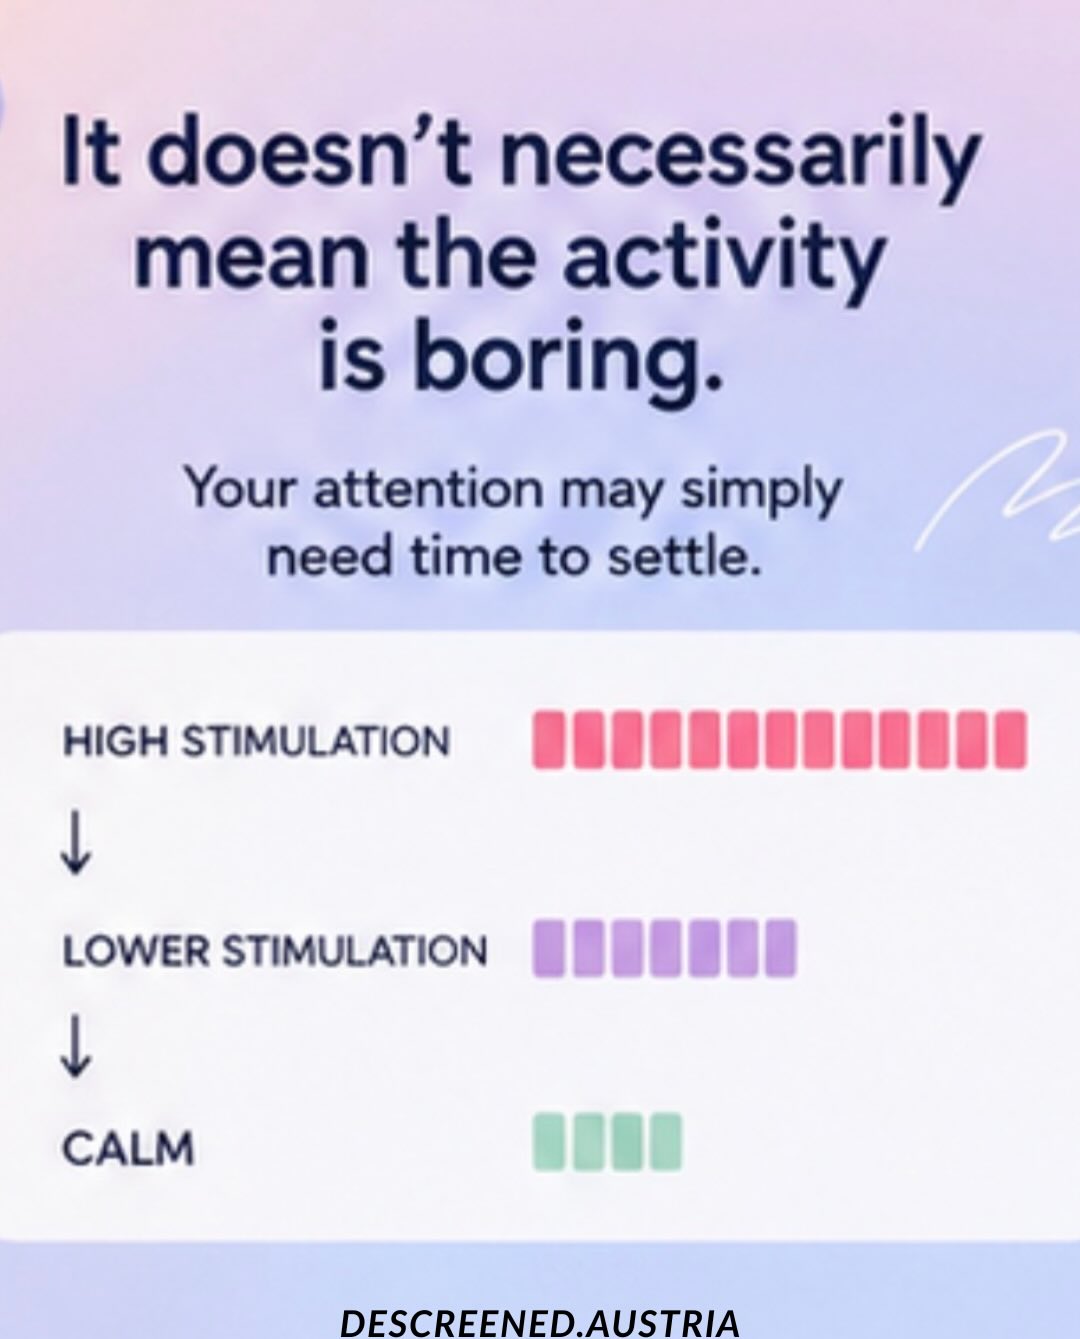 It doesn’t necessarily
mean the activity
is boring.
Your attention may simply
need time to settle.
HIGH STIMULATION
↓
LOWER STIMULATION
↓
CALM
DESCREENED.AUSTRIA